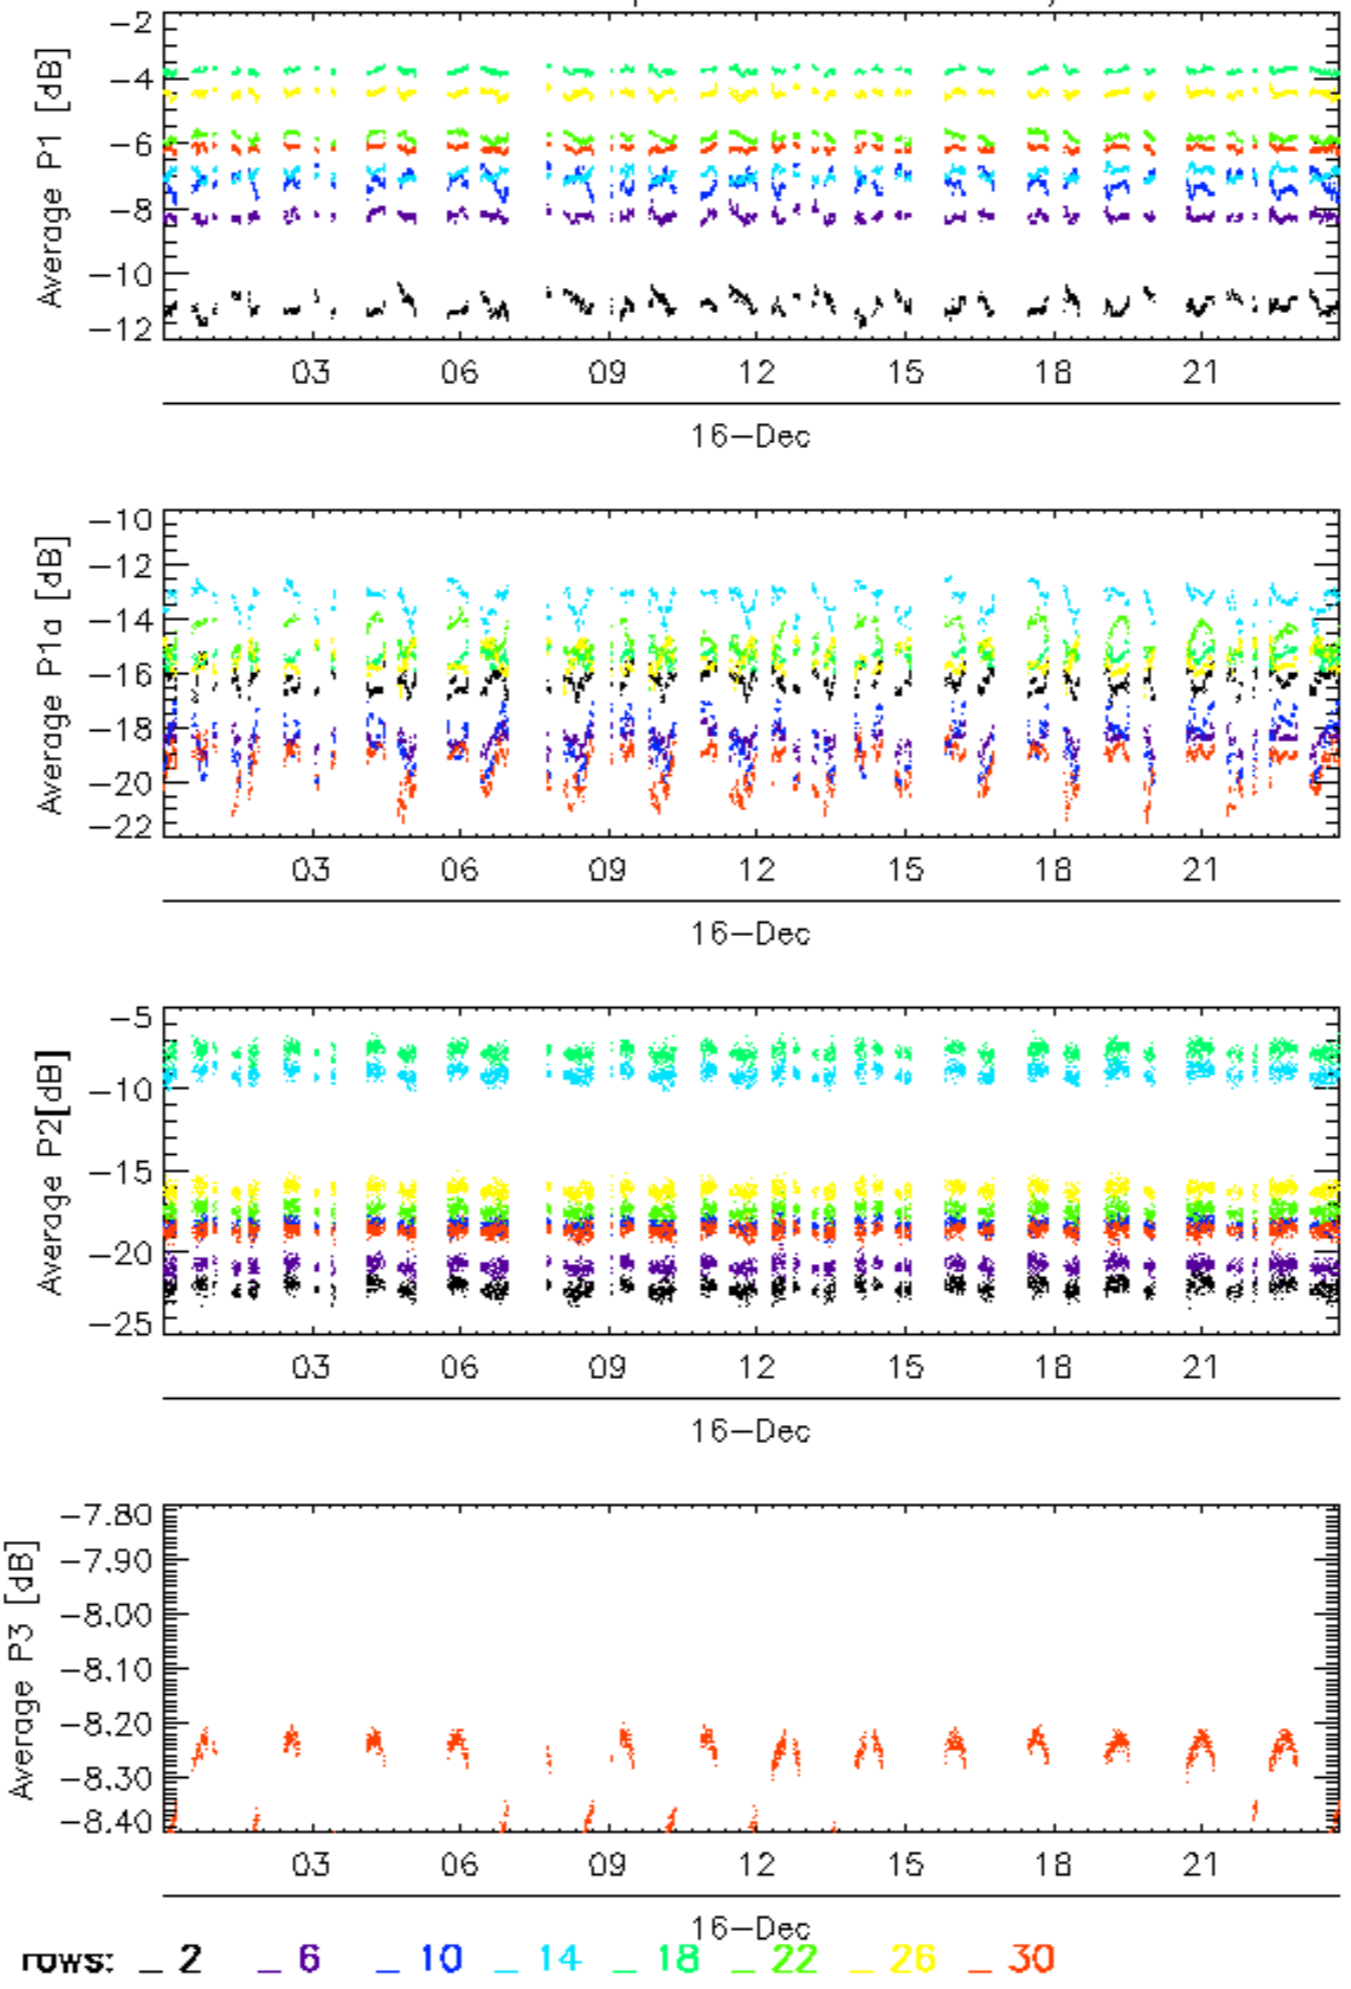 Average P1 [dB]
-2
-4
-6
-8
-10
-12
03 06 09 12 15 18 21
16-Dec
Average P1a [dB]
-10
-12
-14
-16
-18
-20
-22
03 06 09 12 15 18 21
16-Dec
Average P2[dB]
-5
-10
-15
-20
-25
03 06 09 12 15 18 21
16-Dec
Average P3 [dB]
-7.80
-7.90
-8.00
-8.10
-8.20
-8.30
-8.40
03 06 09 12 15 18 21
16-Dec
rows: _ 2 _ 6 _ 10 _ 14 _ 18 _ 22 _ 26 _ 30